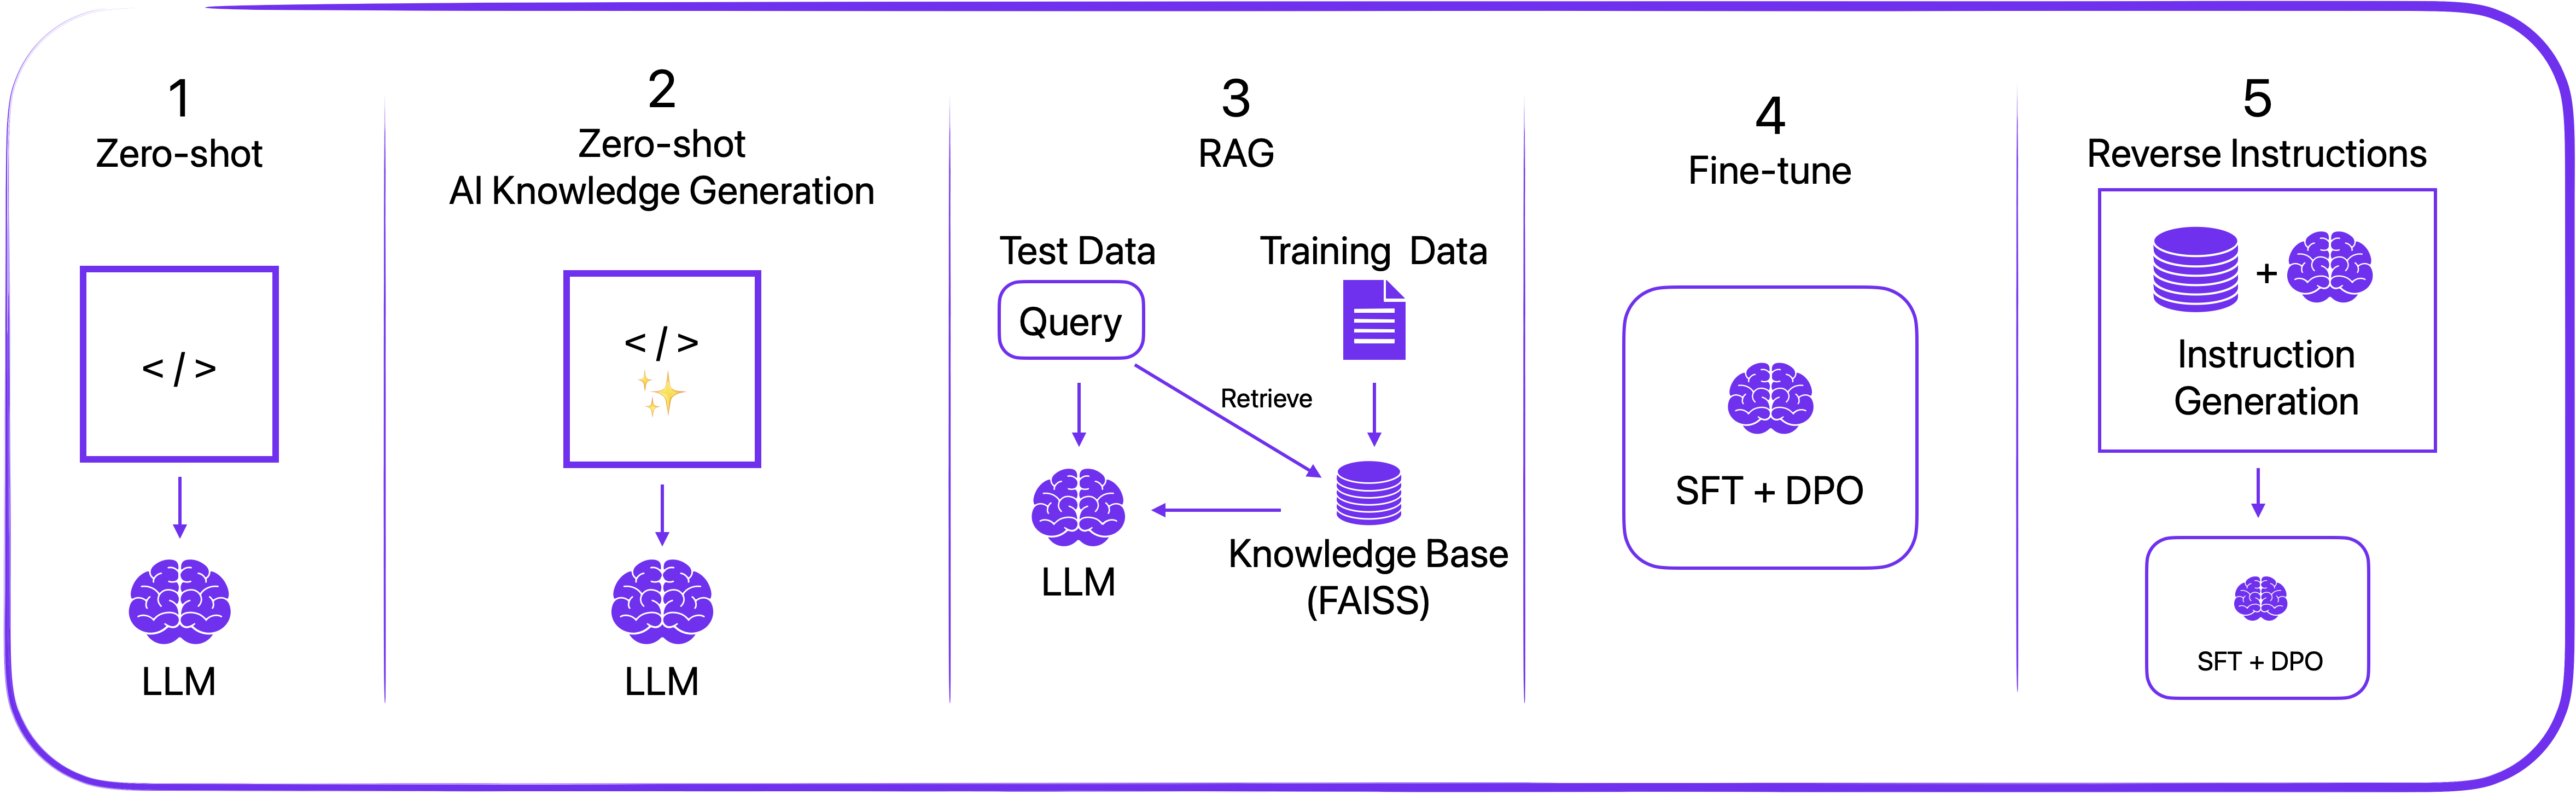 1
Zero-shot
</>
LLM
2
Zero-shot
AI Knowledge Generation
</>
LLM
3
RAG
Test Data
Training Data
Query
Retrieve
LLM
Knowledge Base
(FAISS)
4
Fine-tune
SFT + DPO
5
Reverse Instructions
+
Instruction
Generation
SFT + DPO